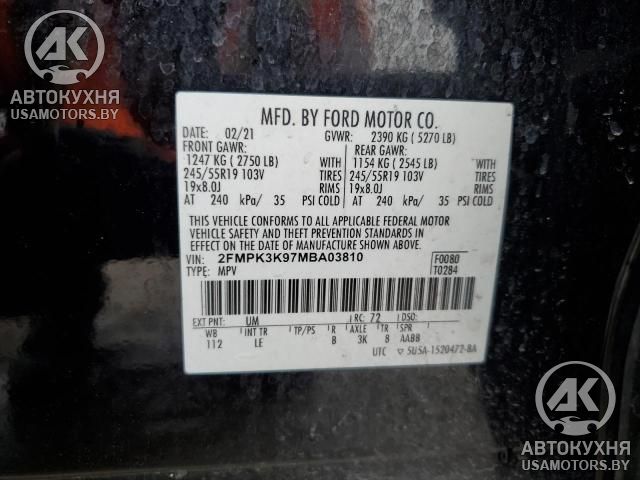 АК
АВТОКУХНЯ
USAMOTORS.BY
MFD. BY FORD MOTOR CO.
DATE: 02/21 GVWR: 2390 KG ( 5270 LB)
FRONT GAWR: REAR GAWR:
1247 KG ( 2750 LB) WITH 1154 KG ( 2545 LB) WITH
245/55R19 103V TIRES 245/55R19 103V TIRES
19x8.0J RIMS 19x8.0J RIMS
AT 240 kPa/ 35 PSI COLD AT 240 kPa/ 35 PSI COLD
THIS VEHICLE CONFORMS TO ALL APPLICABLE FEDERAL MOTOR
VEHICLE SAFETY AND THEFT PREVENTION STANDARDS IN
EFFECT ON THE DATE OF MANUFACTURE SHOWN ABOVE.
VIN: 2FMPK3K97MBA03810 F0080
TYPE: MPV T0284
EXT PNT: UM RC: 72 DSO:
WB INT TR TP/PS R AXLE TR SPR
112 LE B 3K 8 AABB
UTC ▽ 5U5A-1520472-BA
АК
АВТОКУХНЯ
USAMOTORS.BY